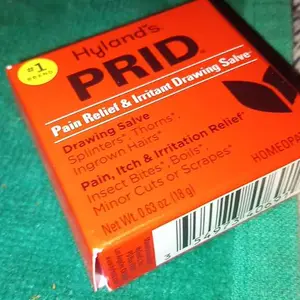 #1
BRAND
Hyland's
PRID
Pain Relief & Irritant Drawing Salve
Drawing Salve
Splinters*, Thorns*,
Ingrown Hairs*
Pain, Itch & Irritation Relief*
Insect Bites*, Boils*,
Minor Cuts or Scrapes*
Net Wt. 0.63 oz. (18 g)